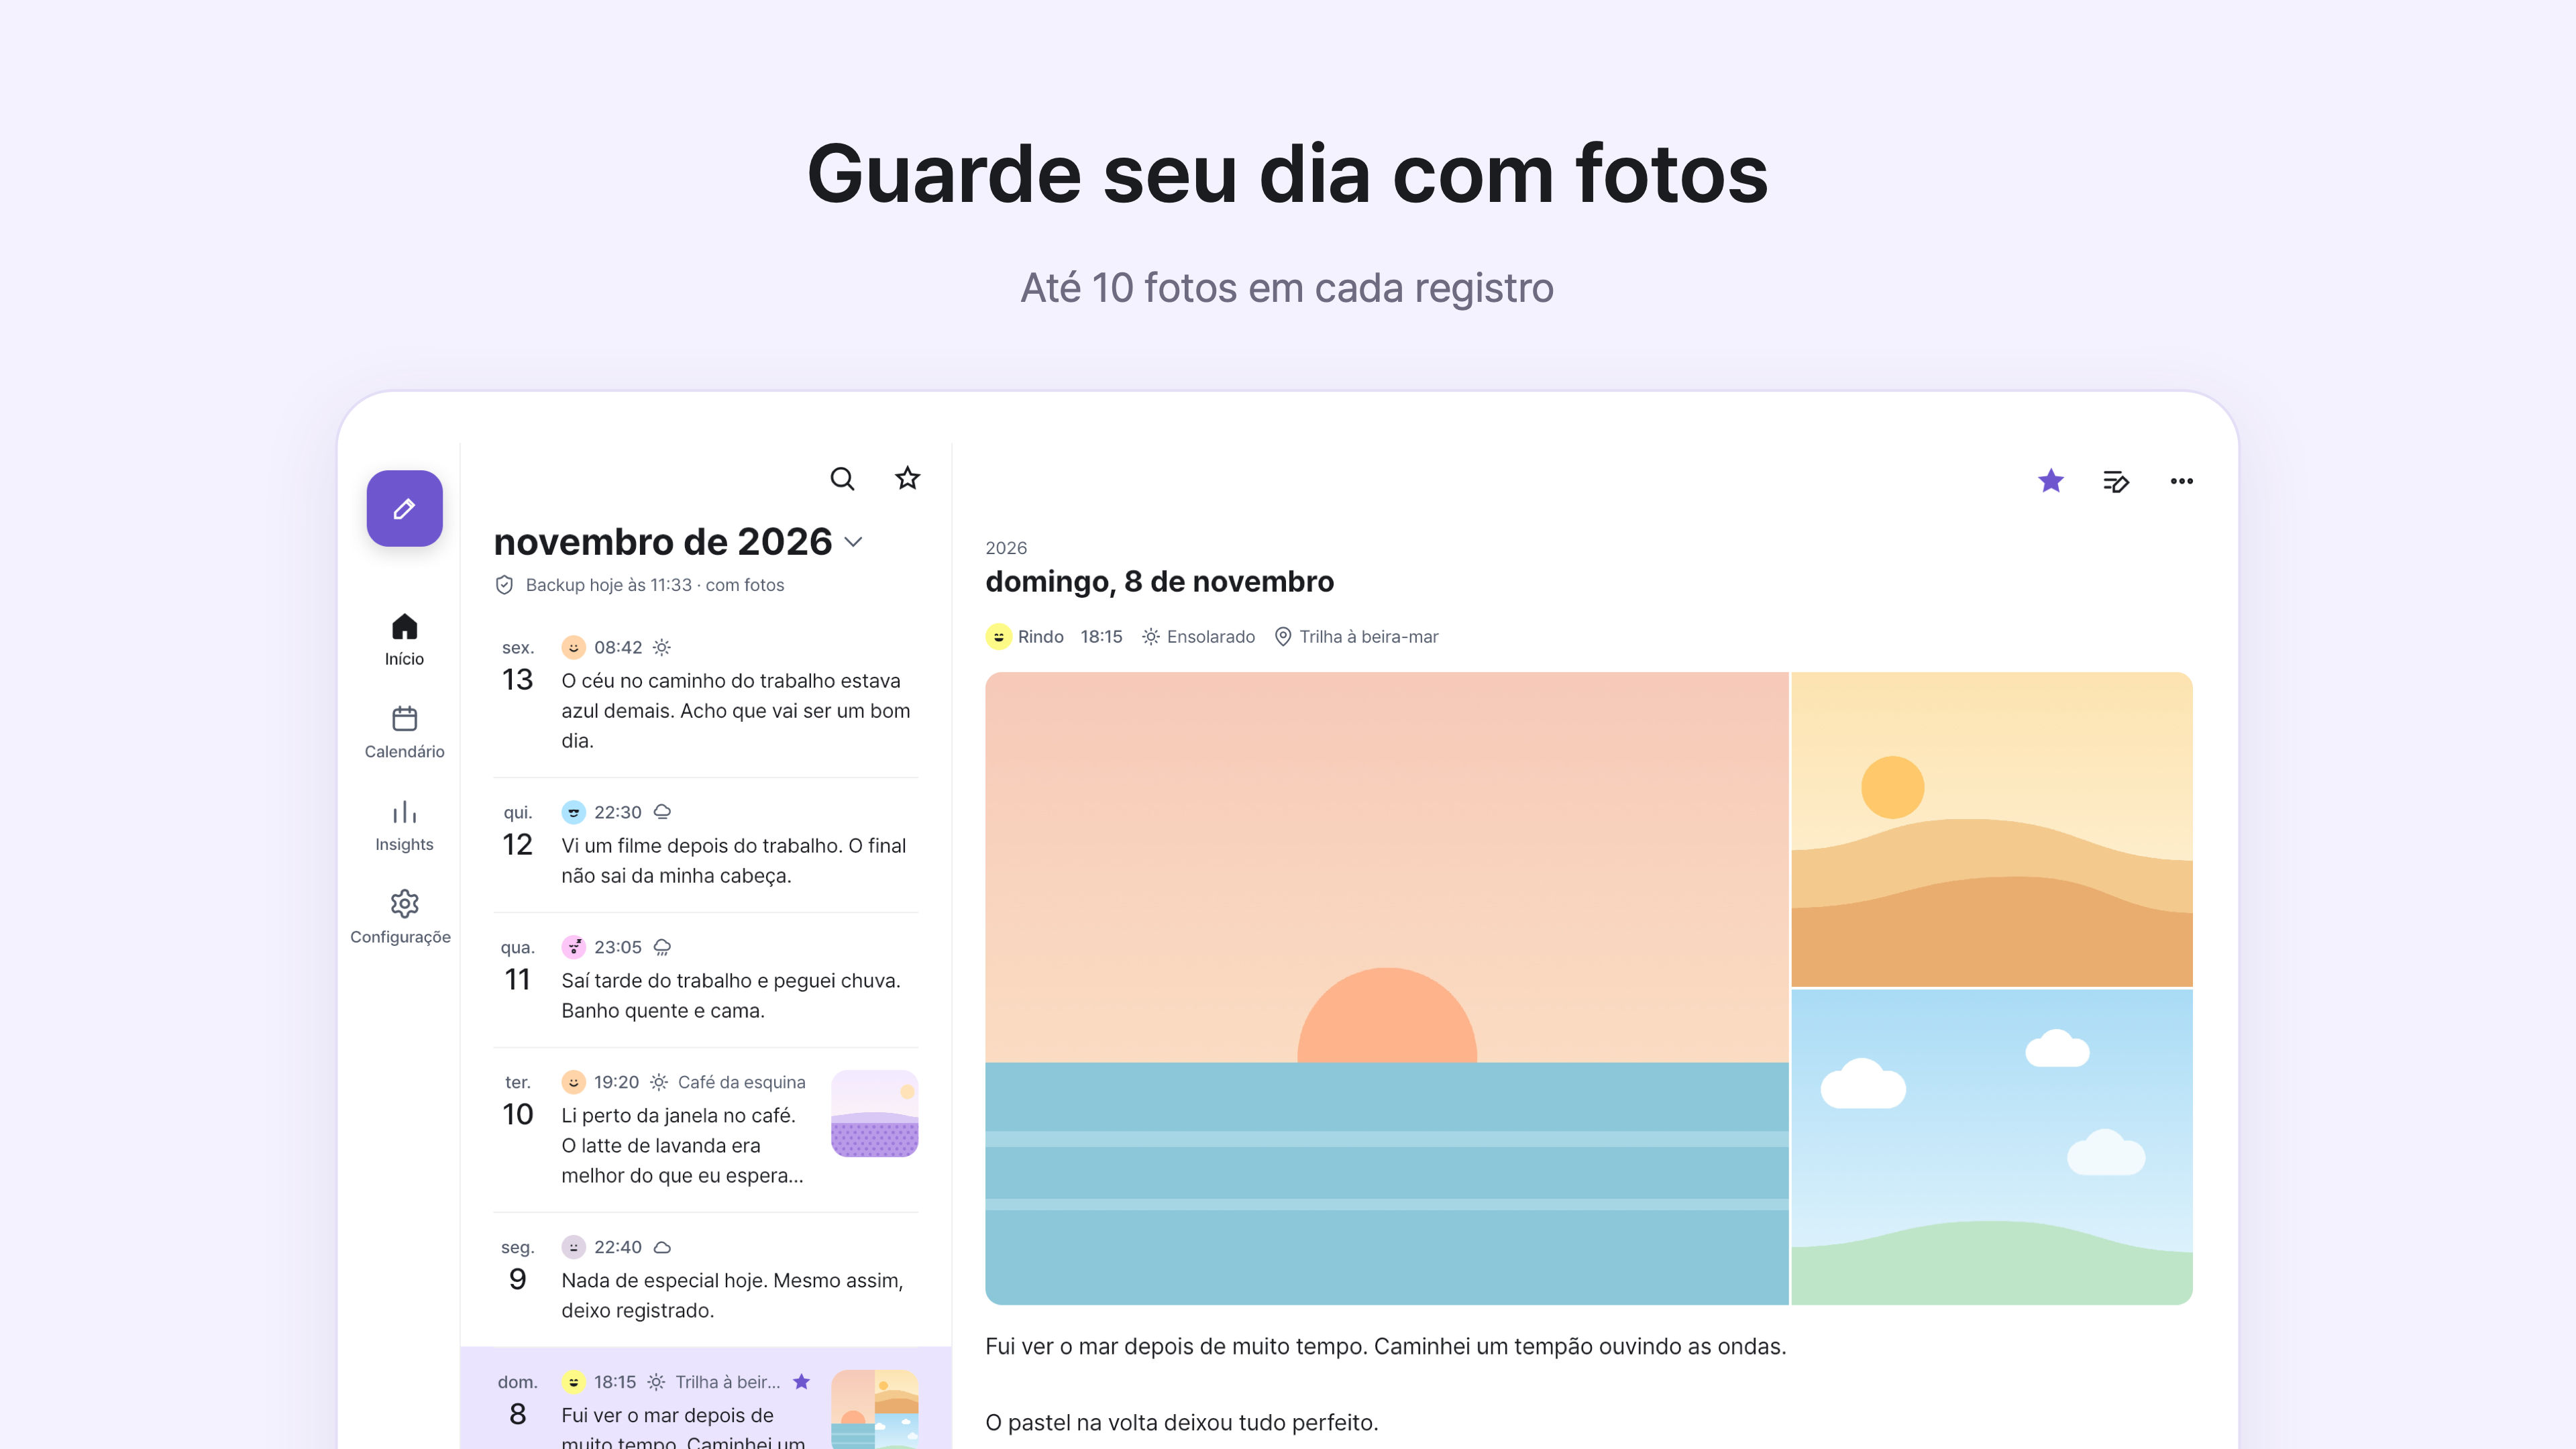 Guarde seu dia com fotos
Até 10 fotos em cada registro
Início
Calendário
Insights
Configuraçõe
novembro de 2026
Backup hoje às 11:33 · com fotos
sex.
13
08:42
O céu no caminho do trabalho estava
azul demais. Acho que vai ser um bom
dia.
qui.
12
22:30
Vi um filme depois do trabalho. O final
não sai da minha cabeça.
qua.
11
23:05
Saí tarde do trabalho e peguei chuva.
Banho quente e cama.
ter.
10
19:20 Café da esquina
Li perto da janela no café.
O latte de lavanda era
melhor do que eu espera...
seg.
9
22:40
Nada de especial hoje. Mesmo assim,
deixo registrado.
dom.
8
18:15 Trilha à beir...
Fui ver o mar depois de
muito tempo. Caminhei um
2026
domingo, 8 de novembro
Rindo 18:15 Ensolarado Trilha à beira-mar
Fui ver o mar depois de muito tempo. Caminhei um tempão ouvindo as ondas.
O pastel na volta deixou tudo perfeito.